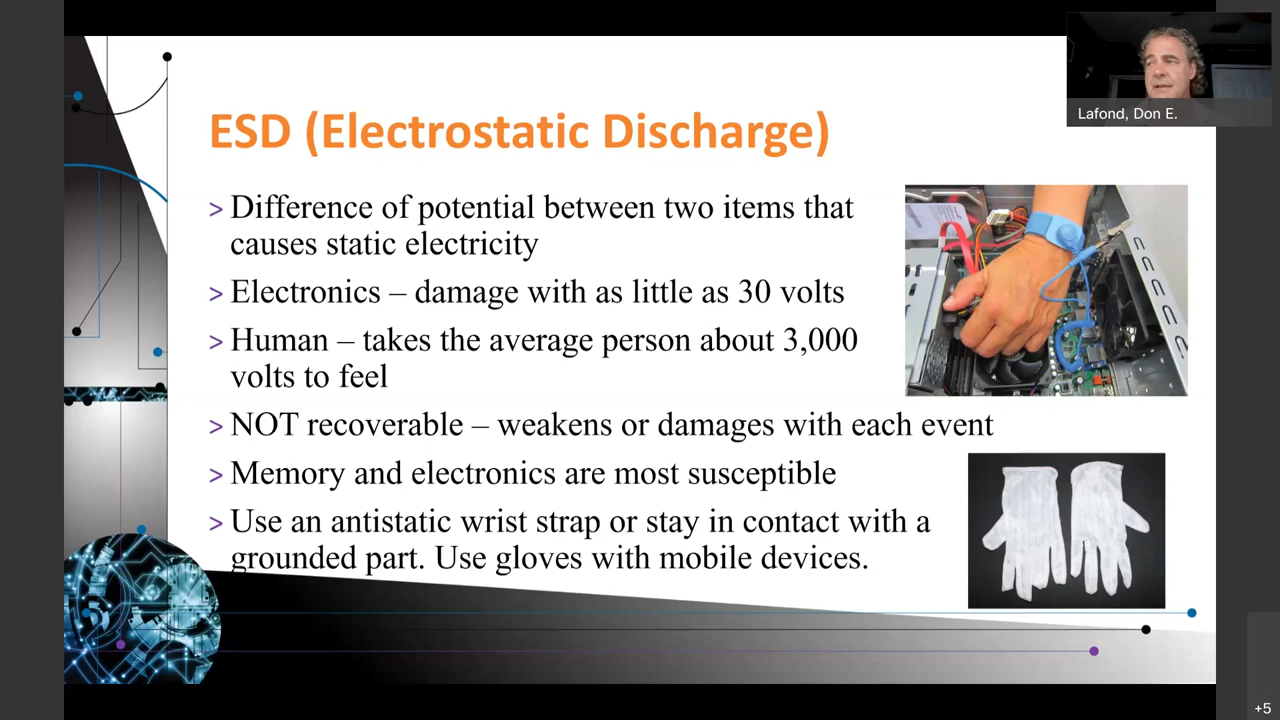 Lafond, Don E.
ESD (Electrostatic Discharge)
> Difference of potential between two items that
causes static electricity
> Electronics – damage with as little as 30 volts
> Human – takes the average person about 3,000
volts to feel
> NOT recoverable – weakens or damages with each event
> Memory and electronics are most susceptible
> Use an antistatic wrist strap or stay in contact with a
grounded part. Use gloves with mobile devices.
+5